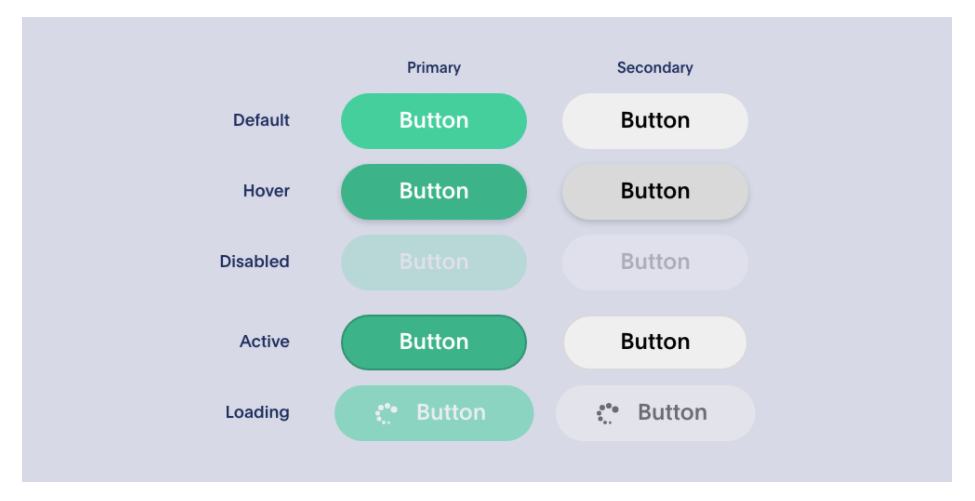 Primary Secondary
Default Button Button
Hover Button Button
Disabled Button Button
Active Button Button
Loading Button Button